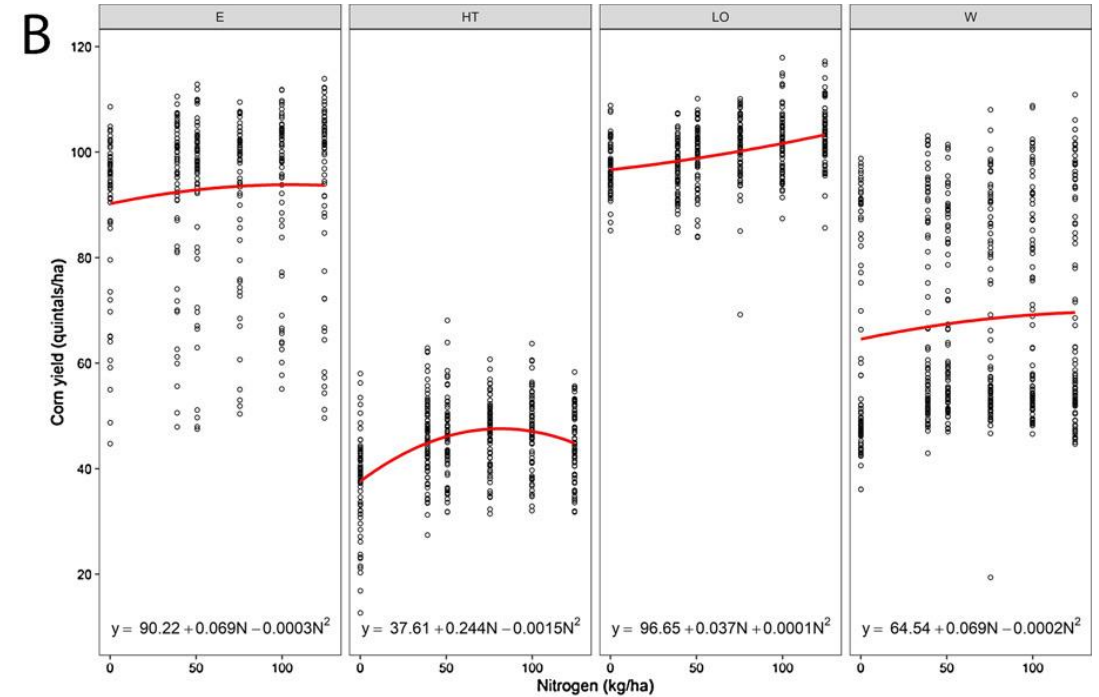 B
E HT LO W
120
100
80
60
40
20
Corn yield (quintals/ha)
y = 90.22 + 0.069N − 0.0003N²
y = 37.61 + 0.244N − 0.0015N²
y = 96.65 + 0.037N + 0.0001N²
y = 64.54 + 0.069N − 0.0002N²
0 50 100 0 50 100 0 50 100 0 50 100
Nitrogen (kg/ha)